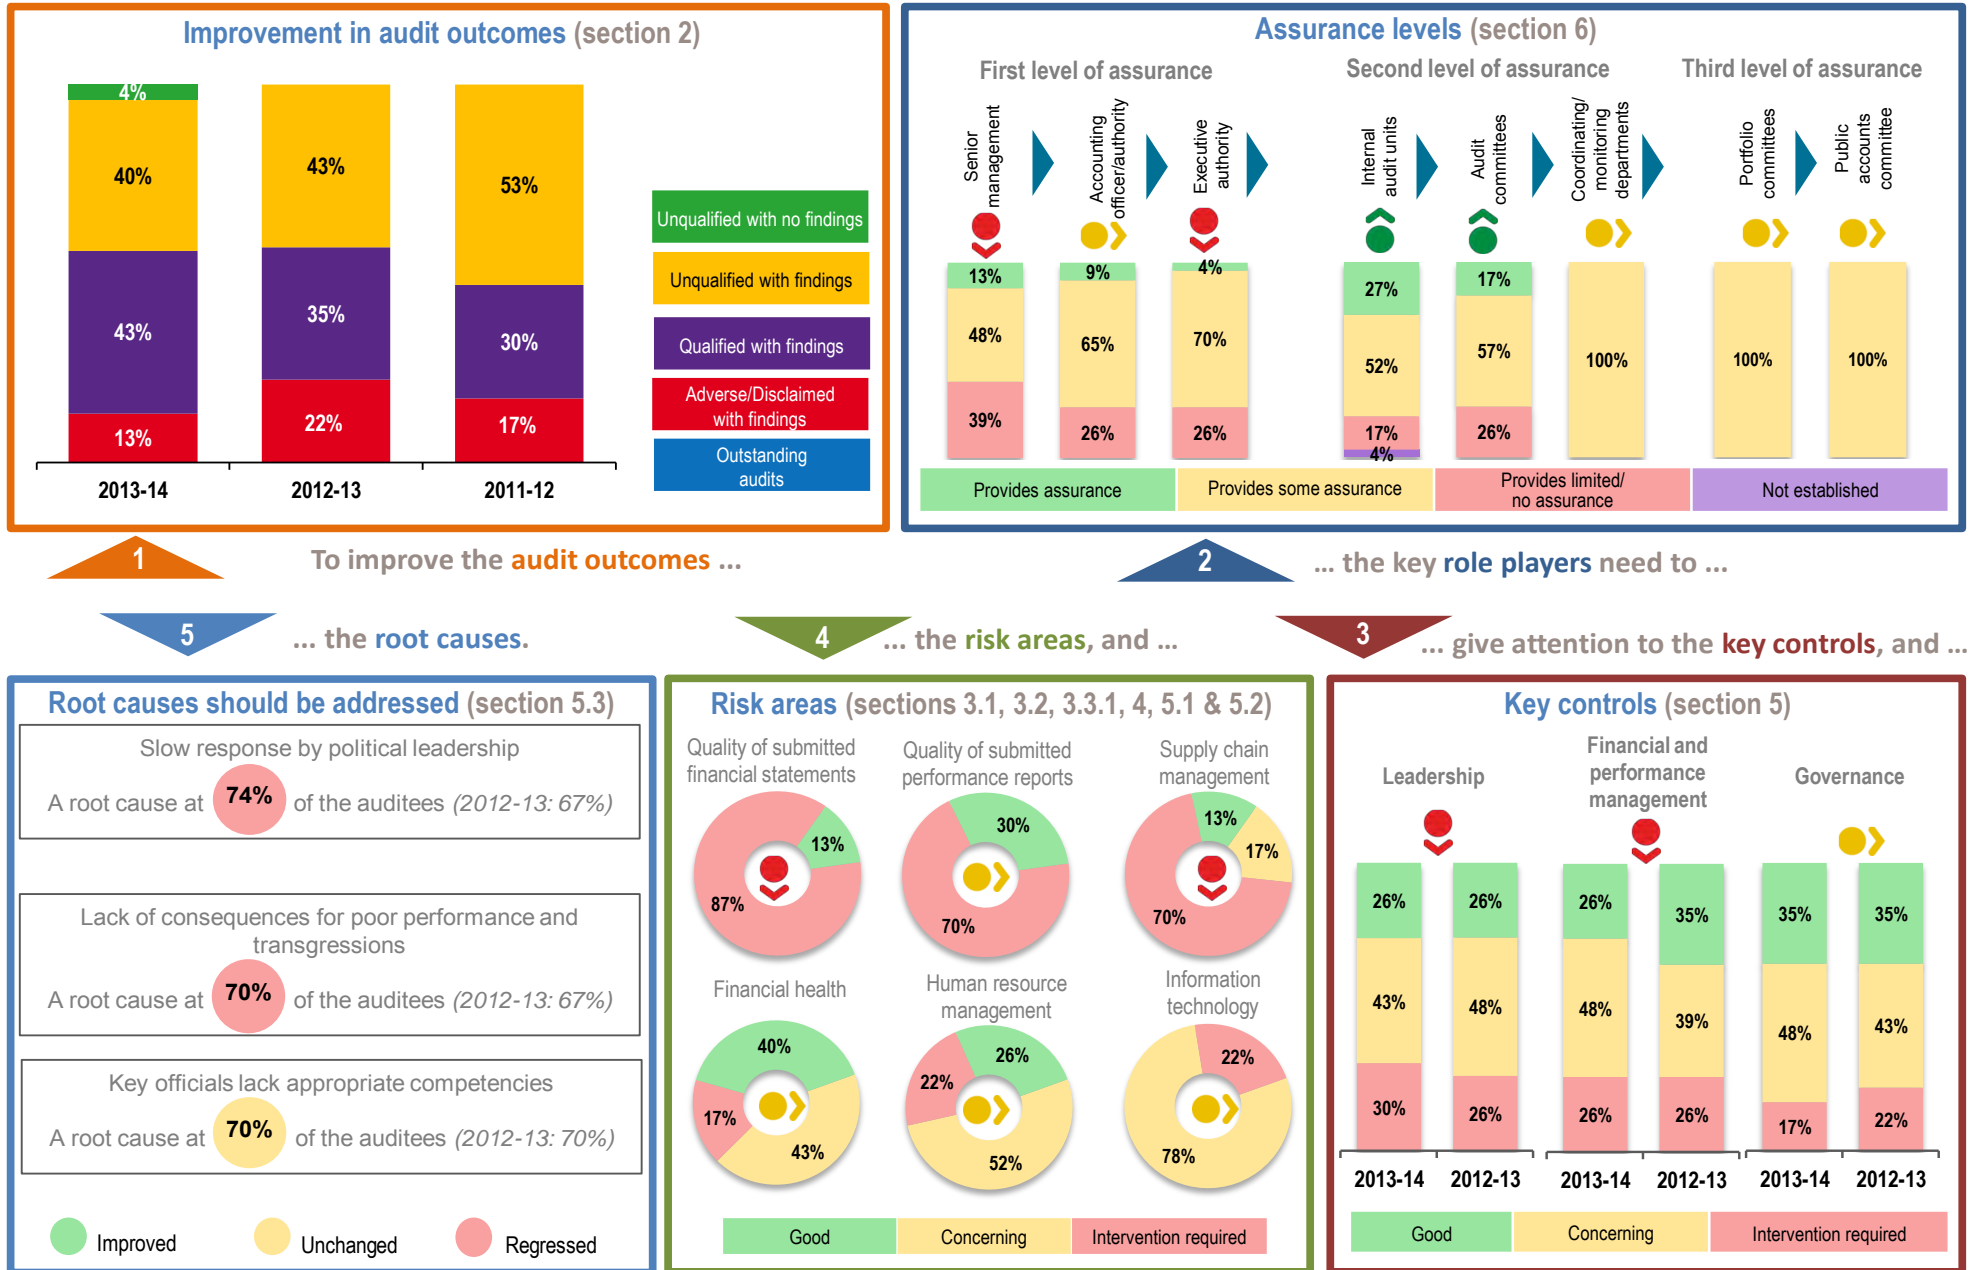 Improvement in audit outcomes (section 2)
4%
40%
43%
13%
43%
35%
22%
53%
30%
17%
2013-14
2012-13
2011-12
Unqualified with no findings
Unqualified with findings
Qualified with findings
Adverse/Disclaimed
with findings
Outstanding
audits
Assurance levels (section 6)
First level of assurance
Second level of assurance
Third level of assurance
Senior
management
Accounting
officer/authority
Executive
authority
Internal
audit units
Audit
committees
Coordinating/
monitoring
departments
Portfolio
committees
Public
accounts
committee
13%
48%
39%
9%
65%
26%
4%
70%
26%
27%
52%
17%
4%
17%
57%
26%
100%
100%
100%
Provides assurance
Provides some assurance
Provides limited/
no assurance
Not established
1
To improve the audit outcomes ...
2
... the key role players need to ...
5
... the root causes.
4
... the risk areas, and ...
3
... give attention to the key controls, and ...
Root causes should be addressed (section 5.3)
Slow response by political leadership
A root cause at 74% of the auditees (2012-13: 67%)
Lack of consequences for poor performance and
transgressions
A root cause at 70% of the auditees (2012-13: 67%)
Key officials lack appropriate competencies
A root cause at 70% of the auditees (2012-13: 70%)
Improved
Unchanged
Regressed
Risk areas (sections 3.1, 3.2, 3.3.1, 4, 5.1 & 5.2)
Quality of submitted
financial statements
13%
87%
Quality of submitted
performance reports
30%
70%
Supply chain
management
13%
17%
70%
Financial health
40%
17%
43%
Human resource
management
26%
22%
52%
Information
technology
22%
78%
Good
Concerning
Intervention required
Key controls (section 5)
Leadership
Financial and
performance
management
Governance
26%
43%
30%
26%
48%
26%
26%
48%
26%
35%
39%
26%
35%
48%
17%
35%
43%
22%
2013-14
2012-13
2013-14
2012-13
2013-14
2012-13
Good
Concerning
Intervention required